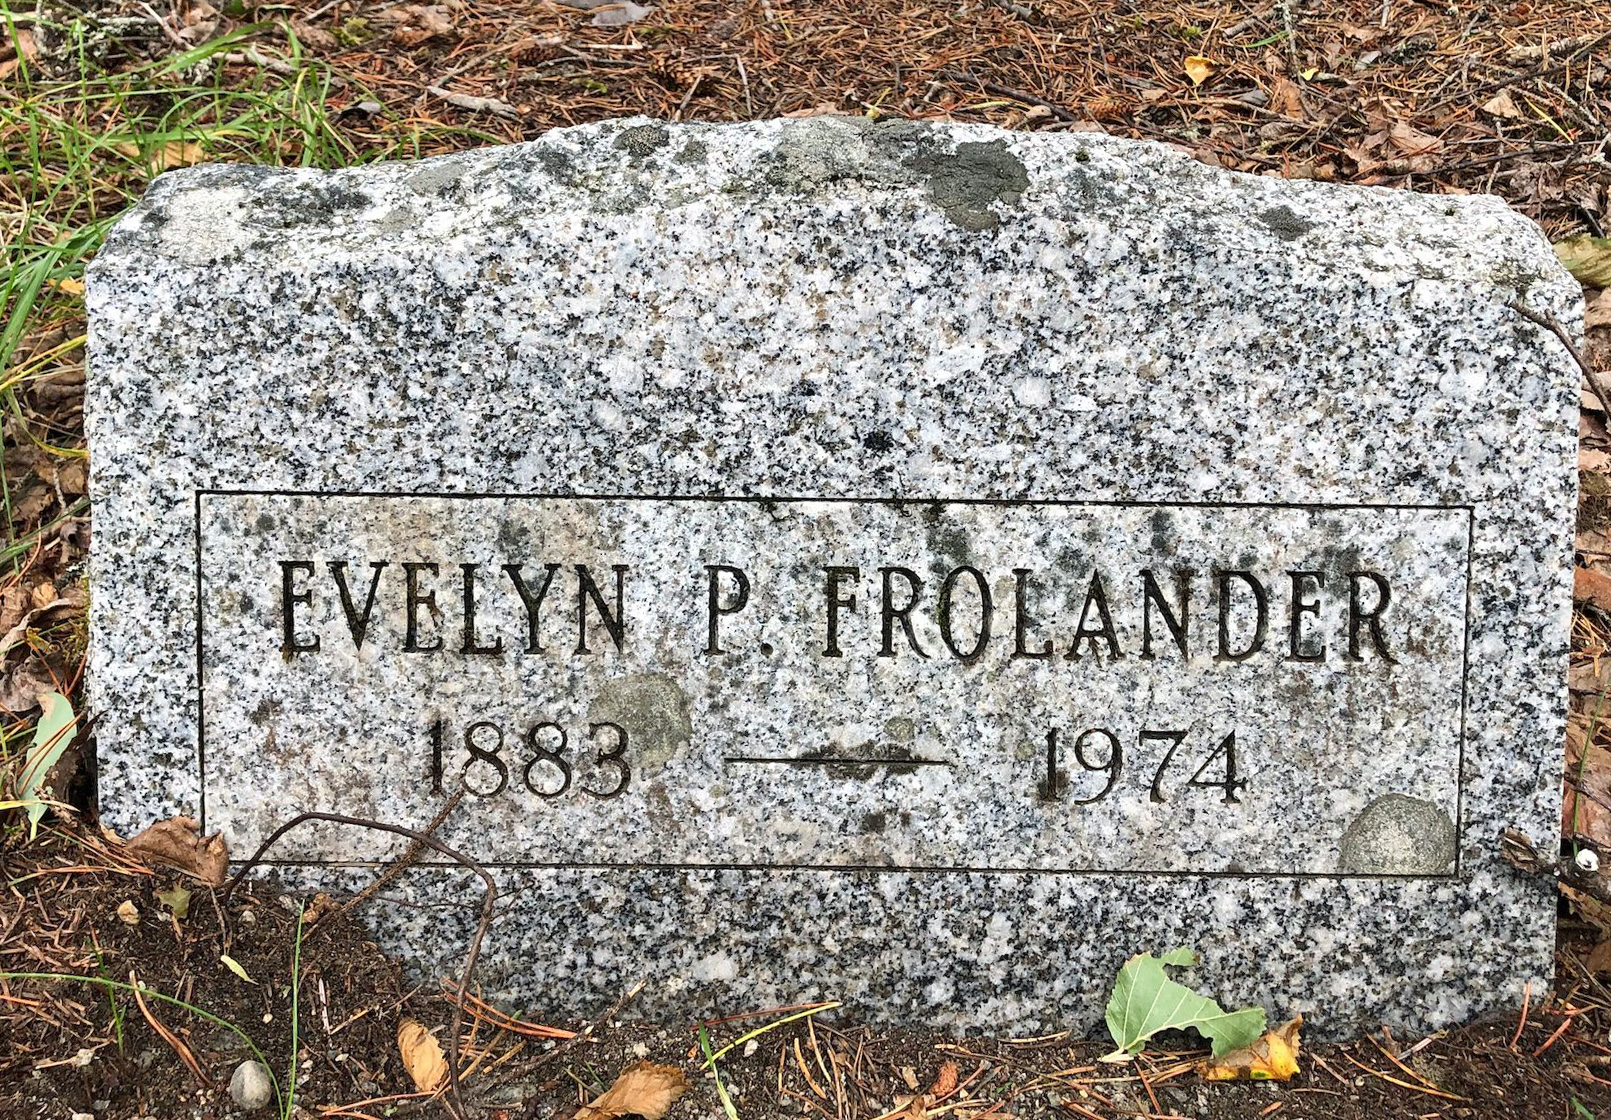 EVELYN P. FROLANDER
1883 — 1974